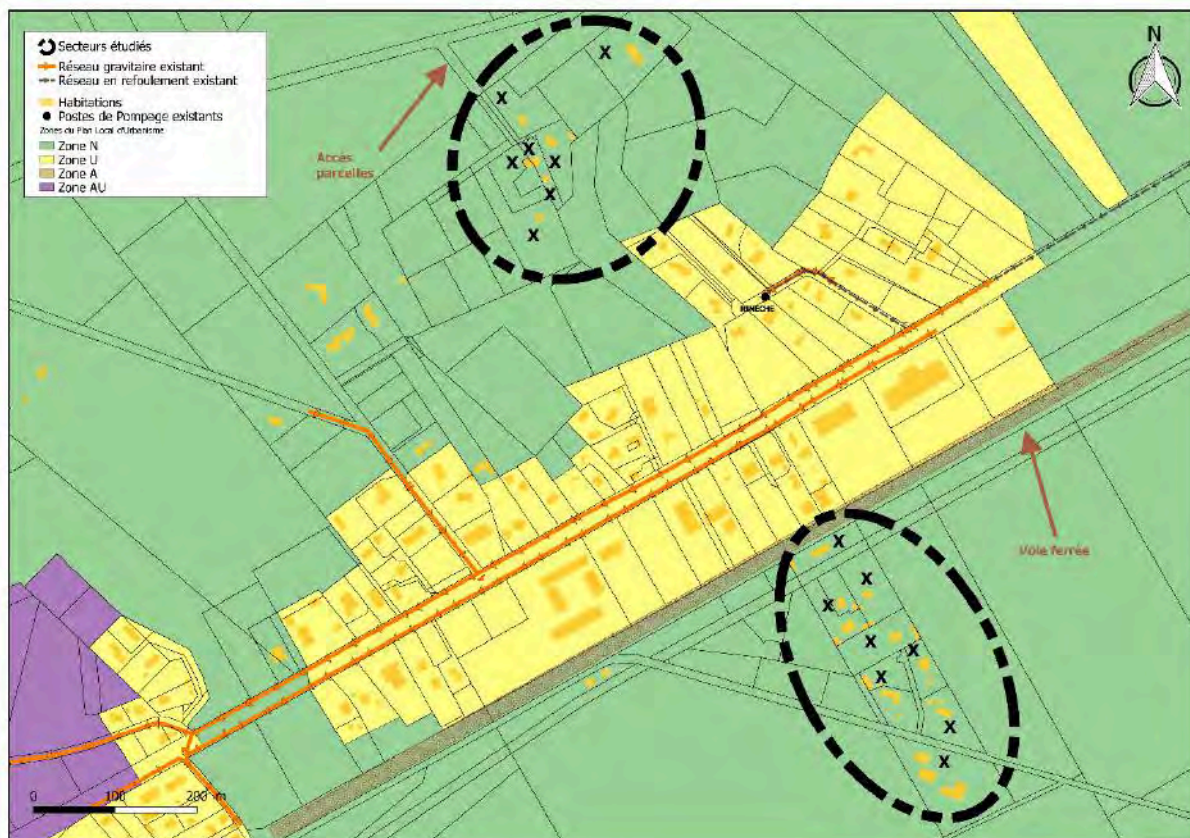 Secteurs étudiés
Réseau gravitaire existant
Réseau en refoulement existant
Habitations
Postes de Pompage existants
Zones du Plan Local d'Urbanisme
Zone N
Zone U
Zone A
Zone AU
N
Accès
parcelles
X
X
X
X
X
X
X
Voie ferrée
X
X
X
X
X
X
X
X
0 100 200 m